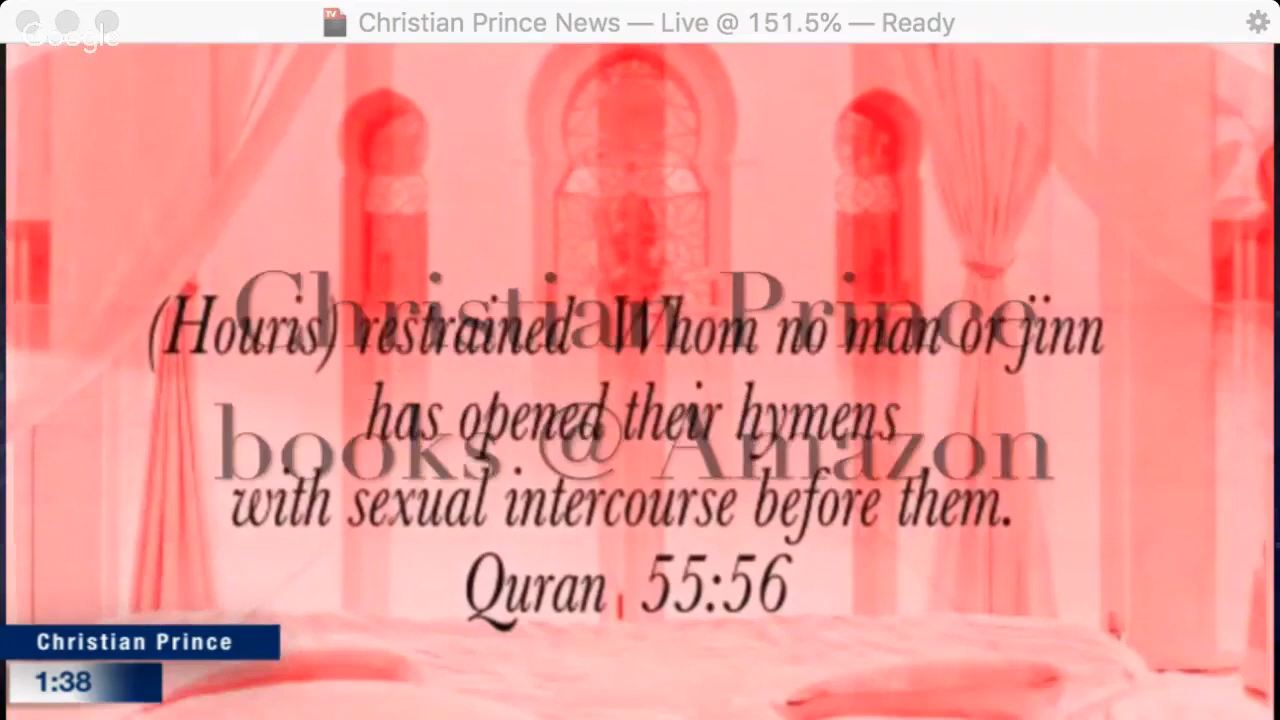 Christian Prince News — Live @ 151.5% — Ready
Google
TV
Christian Prince
books @ Amazon
(Houris) restrained Whom no man or jinn
has opened their hymens
with sexual intercourse before them.
Quran 55:56
Christian Prince
1:38